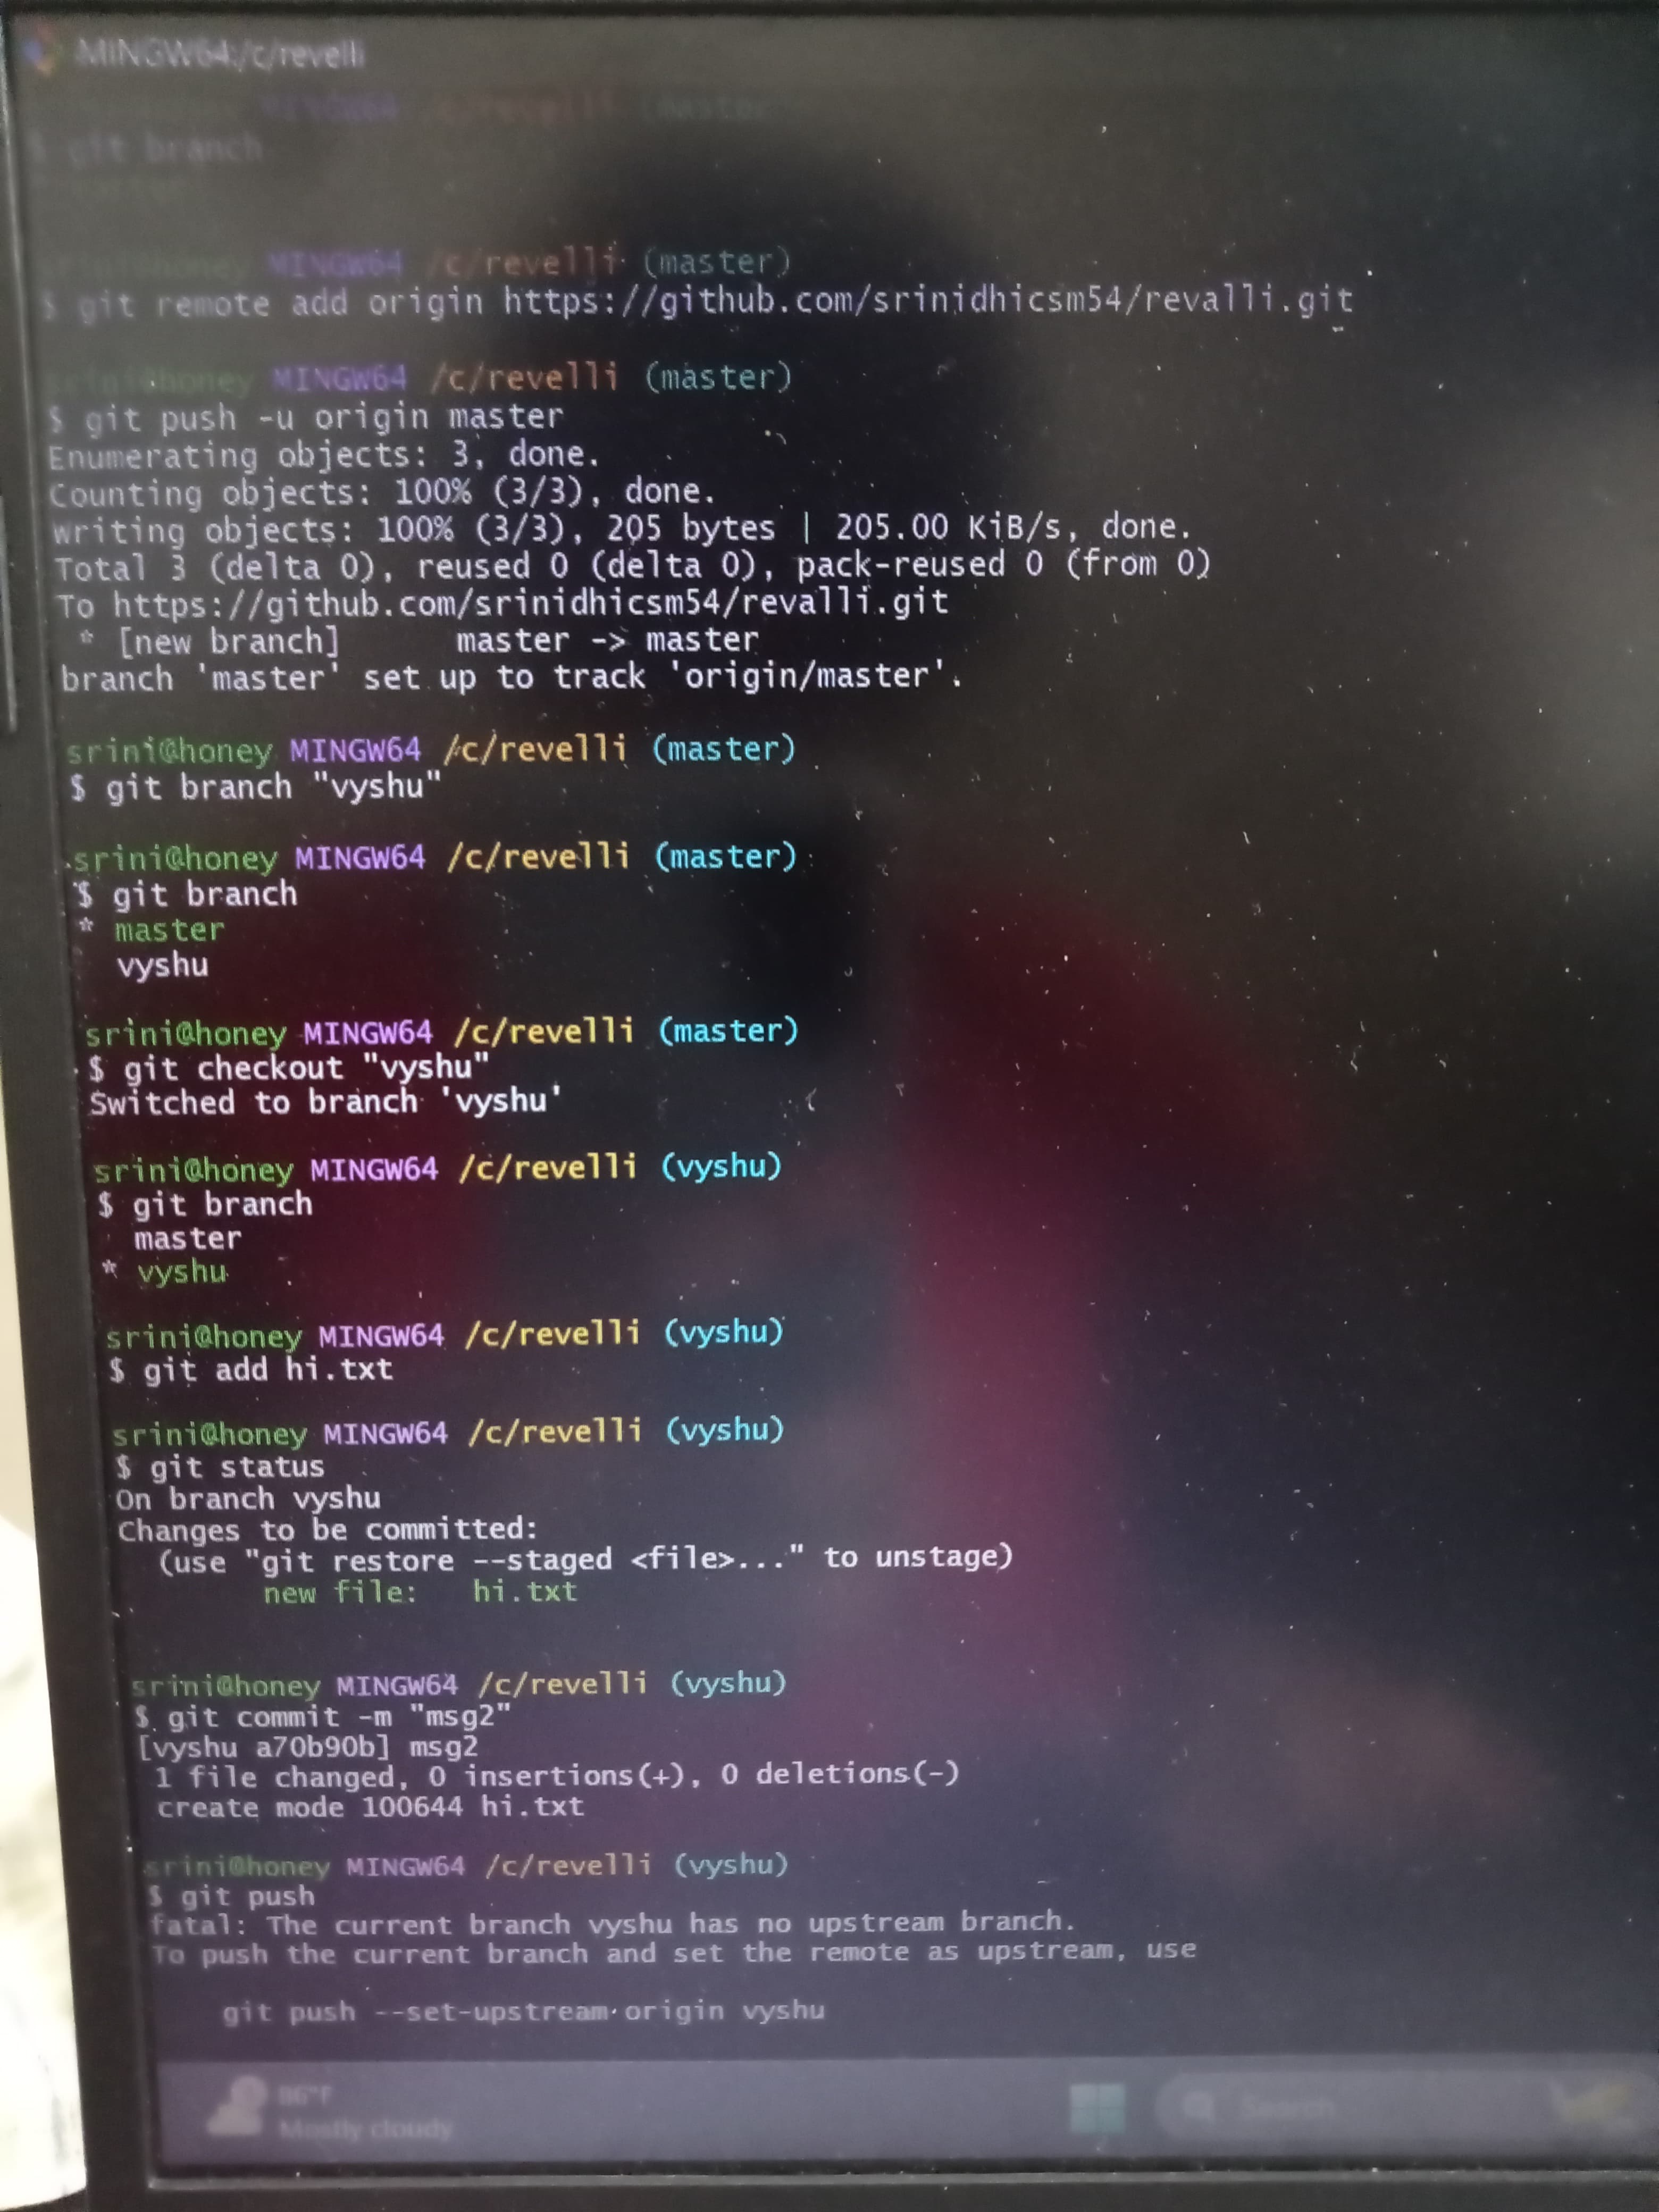 MINGW64:/c/revelli
MINGW64 /c/revelli (master
$ git branch
srini@honey MINGW64 /c/revelli (master)
$ git remote add origin https://github.com/srinidhicsm54/revalli.git
srini@honey MINGW64 /c/revelli (master)
$ git push -u origin master
Enumerating objects: 3, done.
Counting objects: 100% (3/3), done.
Writing objects: 100% (3/3), 205 bytes | 205.00 KiB/s, done.
Total 3 (delta 0), reused 0 (delta 0), pack-reused 0 (from 0)
To https://github.com/srinidhicsm54/revalli.git
* [new branch] master -> master
branch 'master' set up to track 'origin/master'.
srini@honey MINGW64 /c/revelli (master)
$ git branch "vyshu"
srini@honey MINGW64 /c/revelli (master)
$ git branch
* master
vyshu
srini@honey MINGW64 /c/revelli (master)
$ git checkout "vyshu"
Switched to branch 'vyshu'
srini@honey MINGW64 /c/revelli (vyshu)
$ git branch
master
* vyshu
srini@honey MINGW64 /c/revelli (vyshu)
$ git add hi.txt
srini@honey MINGW64 /c/revelli (vyshu)
$ git status
On branch vyshu
Changes to be committed:
(use "git restore --staged <file>..." to unstage)
new file: hi.txt
srini@honey MINGW64 /c/revelli (vyshu)
$ git commit -m "msg2"
[vyshu a70b90b] msg2
1 file changed, 0 insertions(+), 0 deletions(-)
create mode 100644 hi.txt
srini@honey MINGW64 /c/revelli (vyshu)
$ git push
fatal: The current branch vyshu has no upstream branch.
To push the current branch and set the remote as upstream, use
git push --set-upstream origin vyshu
86°F
Mostly cloudy
Search